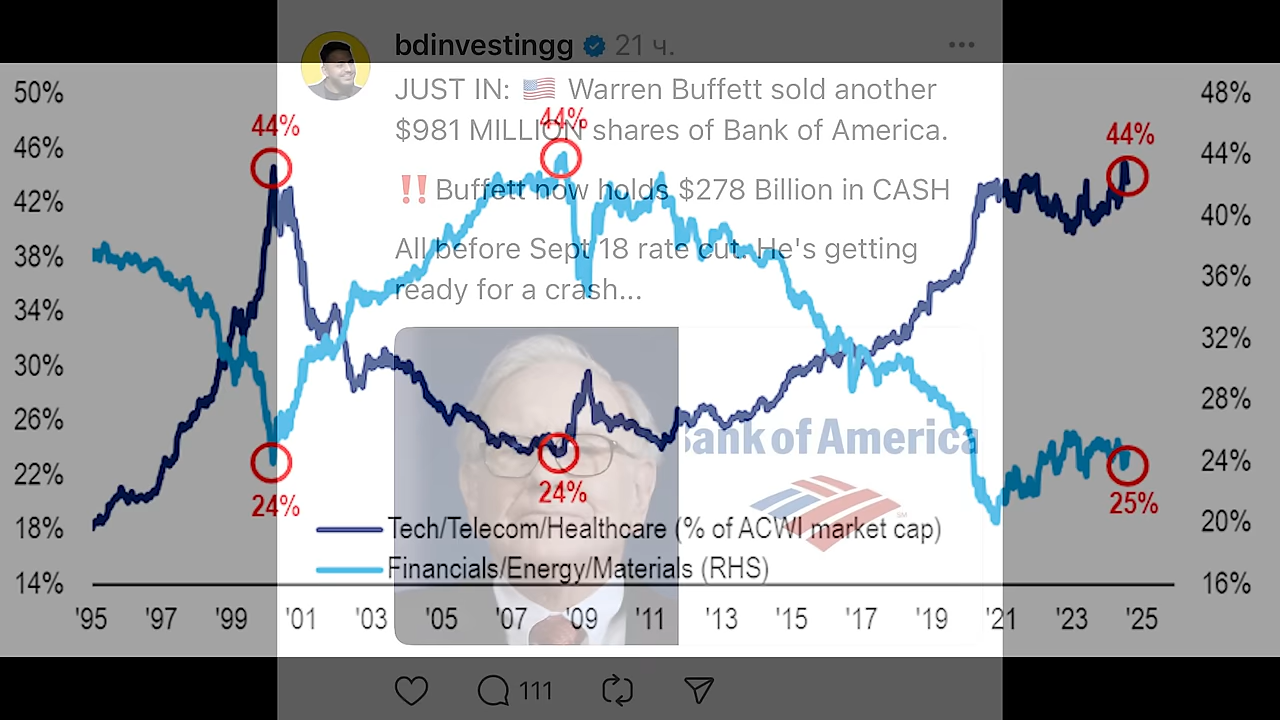 bdinvestingg 21 ч.
JUST IN: 🇺🇸 Warren Buffett sold another
$981 MILLION shares of Bank of America.
‼️Buffett now holds $278 Billion in CASH
All before Sept 18 rate cut. He's getting
ready for a crash...
50%
46%
42%
38%
34%
30%
26%
22%
18%
14%
48%
44%
40%
36%
32%
28%
24%
20%
16%
44%
44%
44%
24%
24%
25%
Bank of America
Tech/Telecom/Healthcare (% of ACWI market cap)
Financials/Energy/Materials (RHS)
'95 '97 '99 '01 '03 '05 '07 '09 '11 '13 '15 '17 '19 '21 '23 '25
111